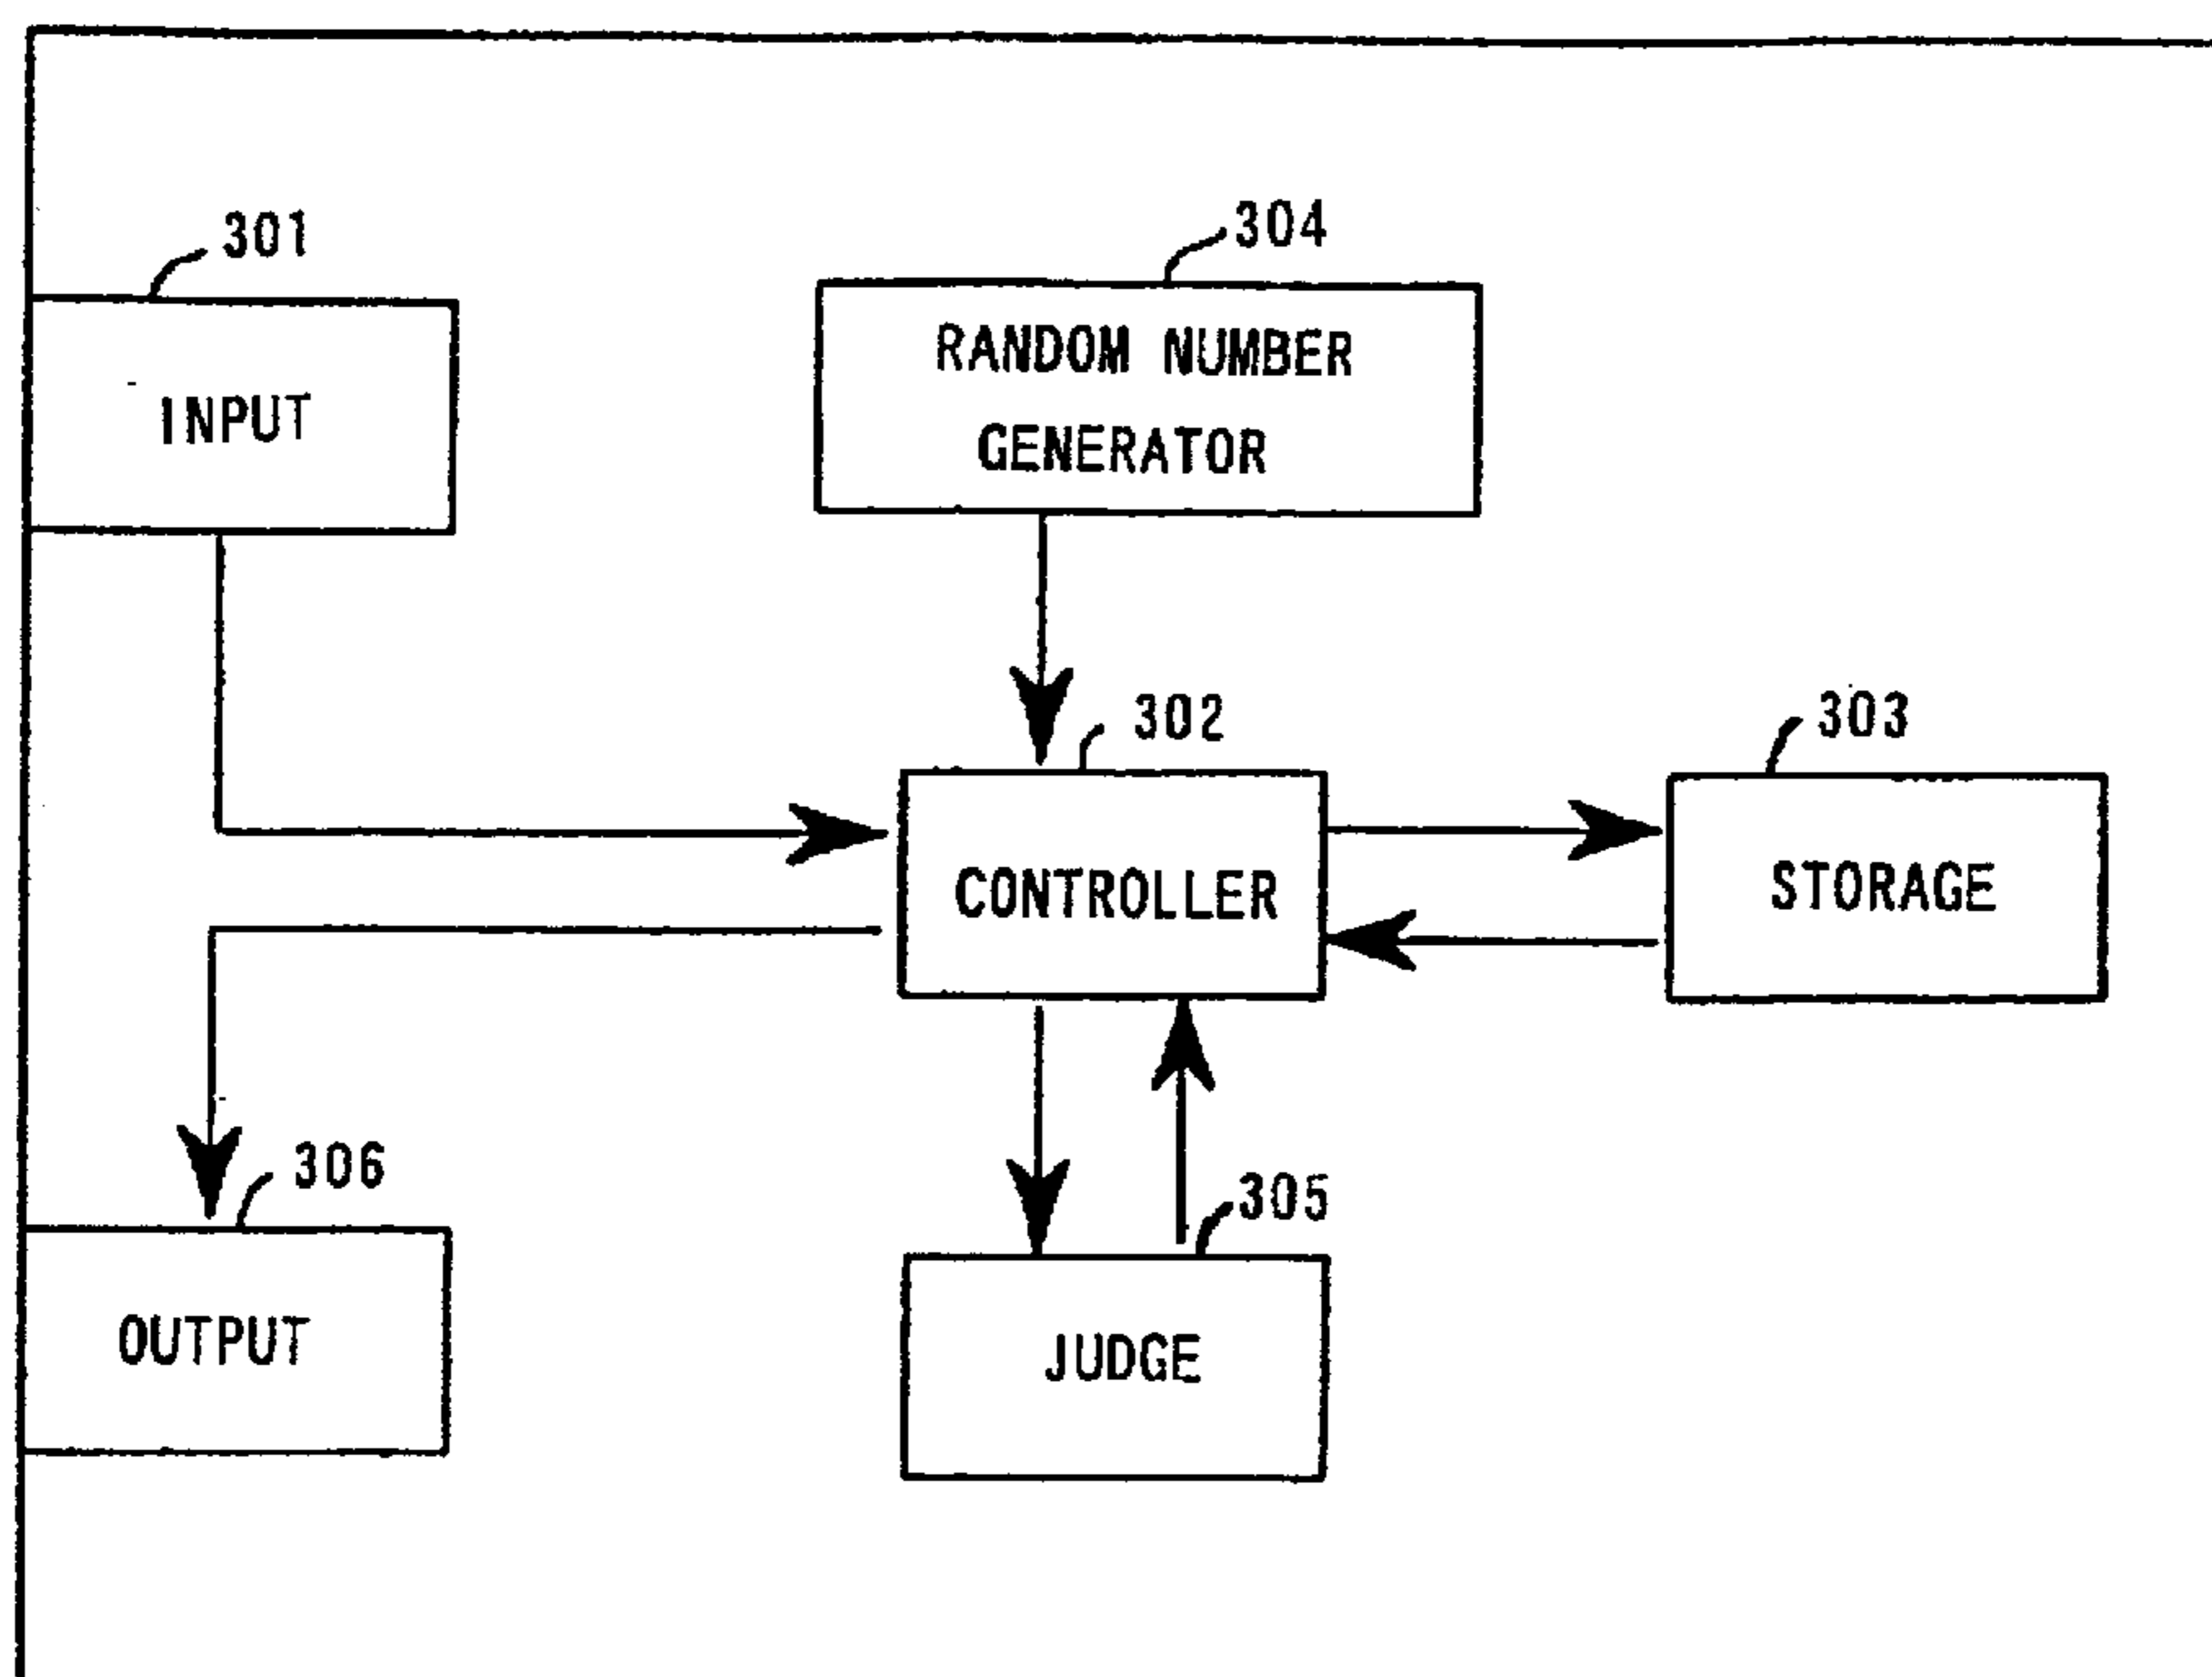 301
INPUT
304
RANDOM NUMBER
GENERATOR
302
CONTROLLER
303
STORAGE
306
OUTPUT
305
JUDGE